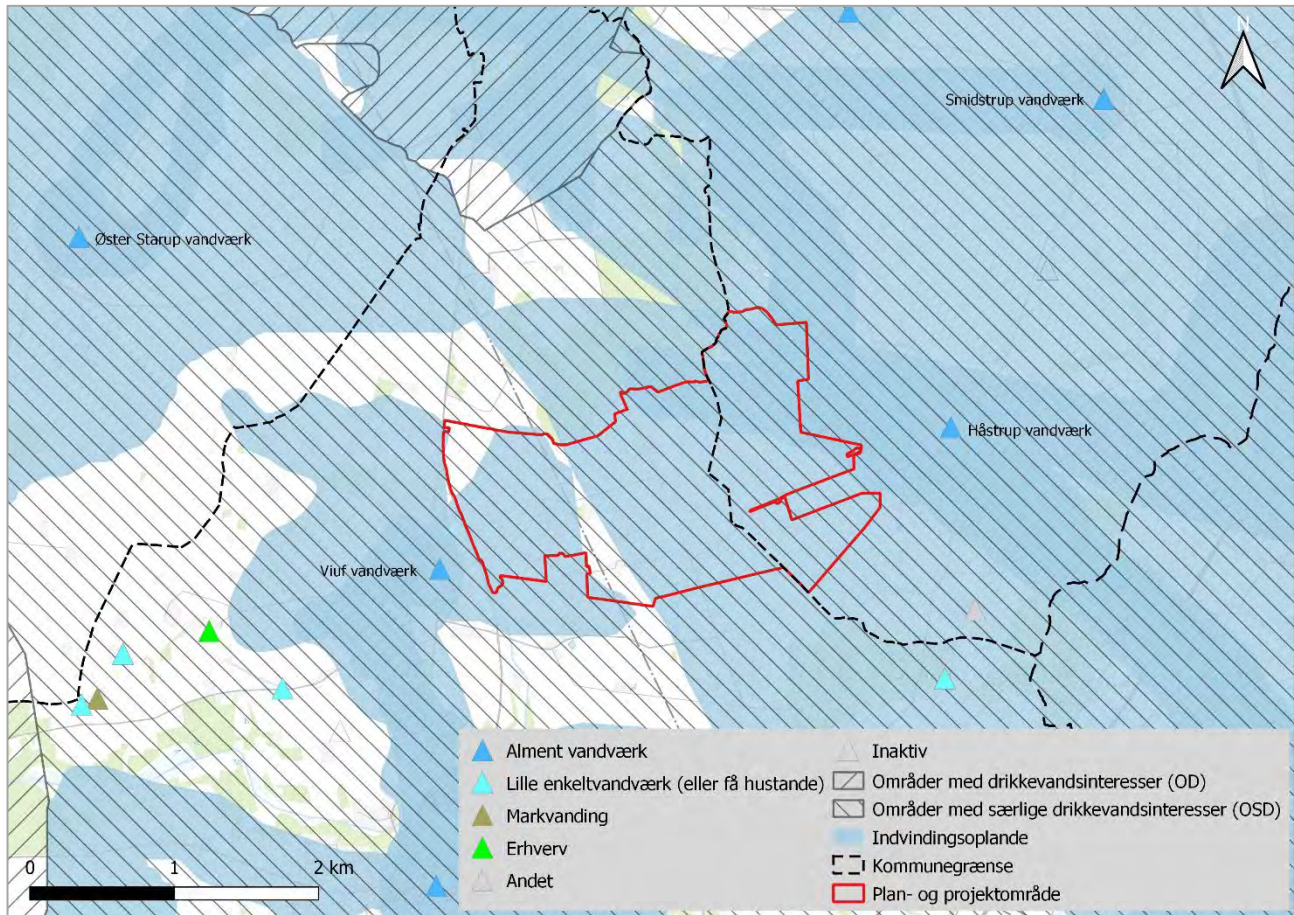 N
Smidstrup vandværk
Øster Starup vandværk
Håstrup vandværk
Viuf vandværk
Alment vandværk
Lille enkeltvandværk (eller få hustande)
Markvanding
Erhverv
Andet
Inaktiv
Områder med drikkevandsinteresser (OD)
Områder med særlige drikkevandsinteresser (OSD)
Indvindingsoplande
Kommunegrænse
Plan- og projektområde
0 1 2 km